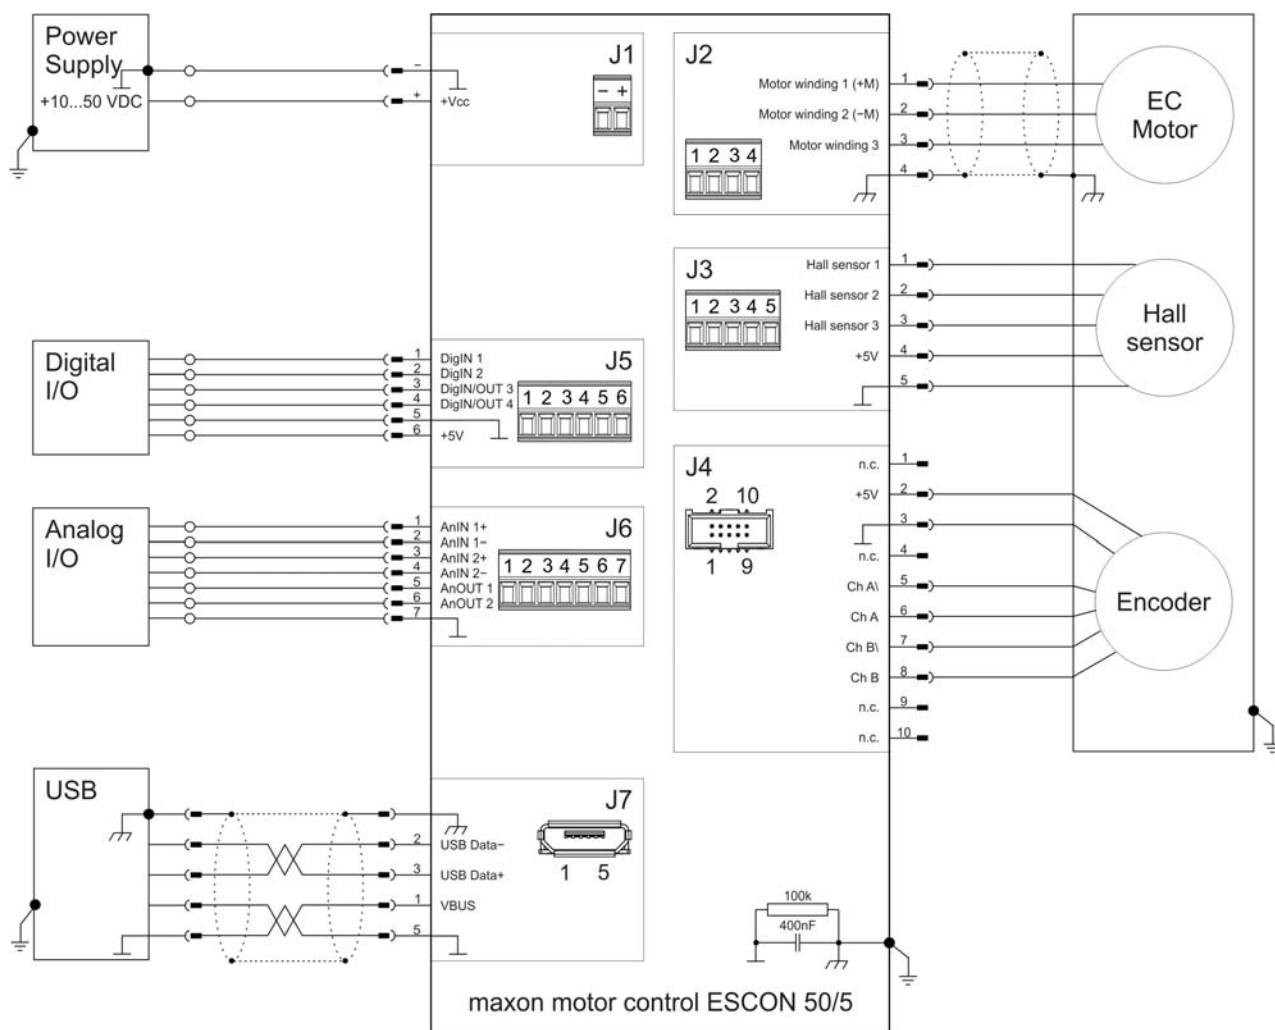 Power
Supply
+10...50 VDC
−
+
+Vcc
J1
− +
J2
Motor winding 1 (+M)
1
Motor winding 2 (−M)
2
Motor winding 3
3
4
1 2 3 4
EC
Motor
J3
Hall sensor 1
1
Hall sensor 2
2
Hall sensor 3
3
+5V
4
5
1 2 3 4 5
Hall
sensor
Digital
I/O
1
DigIN 1
2
DigIN 2
3
DigIN/OUT 3
4
DigIN/OUT 4
5
6
+5V
J5
1 2 3 4 5 6
Analog
I/O
1
AnIN 1+
2
AnIN 1−
3
AnIN 2+
4
AnIN 2−
5
AnOUT 1
6
AnOUT 2
7
J6
1 2 3 4 5 6 7
J4
2 10
1 9
n.c.
1
+5V
2
3
n.c.
4
Ch A\
5
Ch A
6
Ch B\
7
Ch B
8
n.c.
9
n.c.
10
Encoder
USB
2
USB Data−
3
USB Data+
1
VBUS
5
J7
1 5
100k
400nF
maxon motor control ESCON 50/5